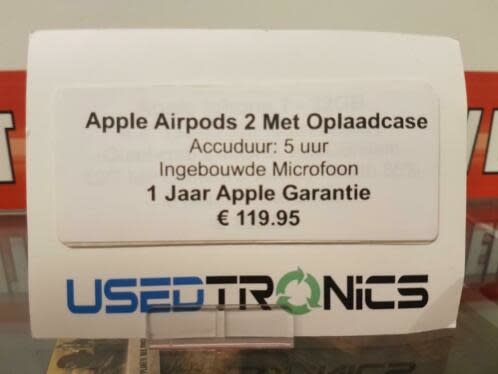 Apple Airpods 2 Met Oplaadcase
Accuduur: 5 uur
Ingebouwde Microfoon
1 Jaar Apple Garantie
€ 119.95
USEDTRONiCS